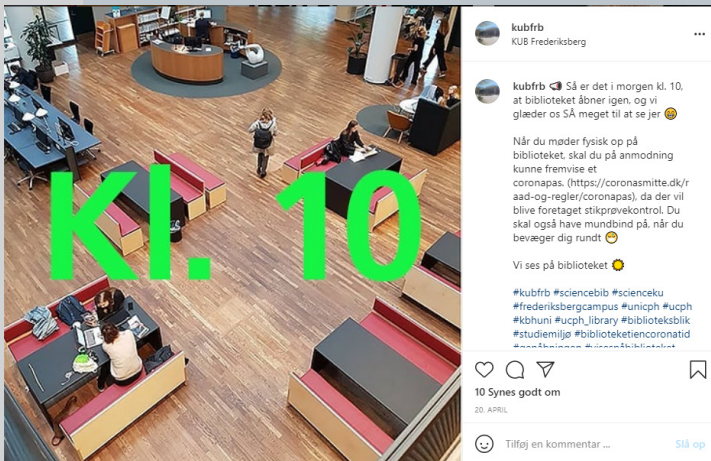 Kl. 10
kubfrb
KUB Frederiksberg
kubfrb 📢 Så er det i morgen kl. 10,
at biblioteket åbner igen, og vi
glæder os SÅ meget til at se jer 😄
Når du møder fysisk op på
biblioteket, skal du på anmodning
kunne fremvise et
coronapas. (https://coronasmitte.dk/r
aad-og-regler/coronapas), da der vil
blive foretaget stikprøvekontrol. Du
skal også have mundbind på, når du
bevæger dig rundt 😷
Vi ses på biblioteket ☀️
#kubfrb #sciencebib #scienceku
#frederiksbergcampus #unicph #ucph
#kbhuni #ucph_library #biblioteksblik
#studiemiljø #biblioteketiencoronatid
#genåbningen #visespåbiblioteket
10 Synes godt om
20. APRIL
Tilføj en kommentar ...
Slå op